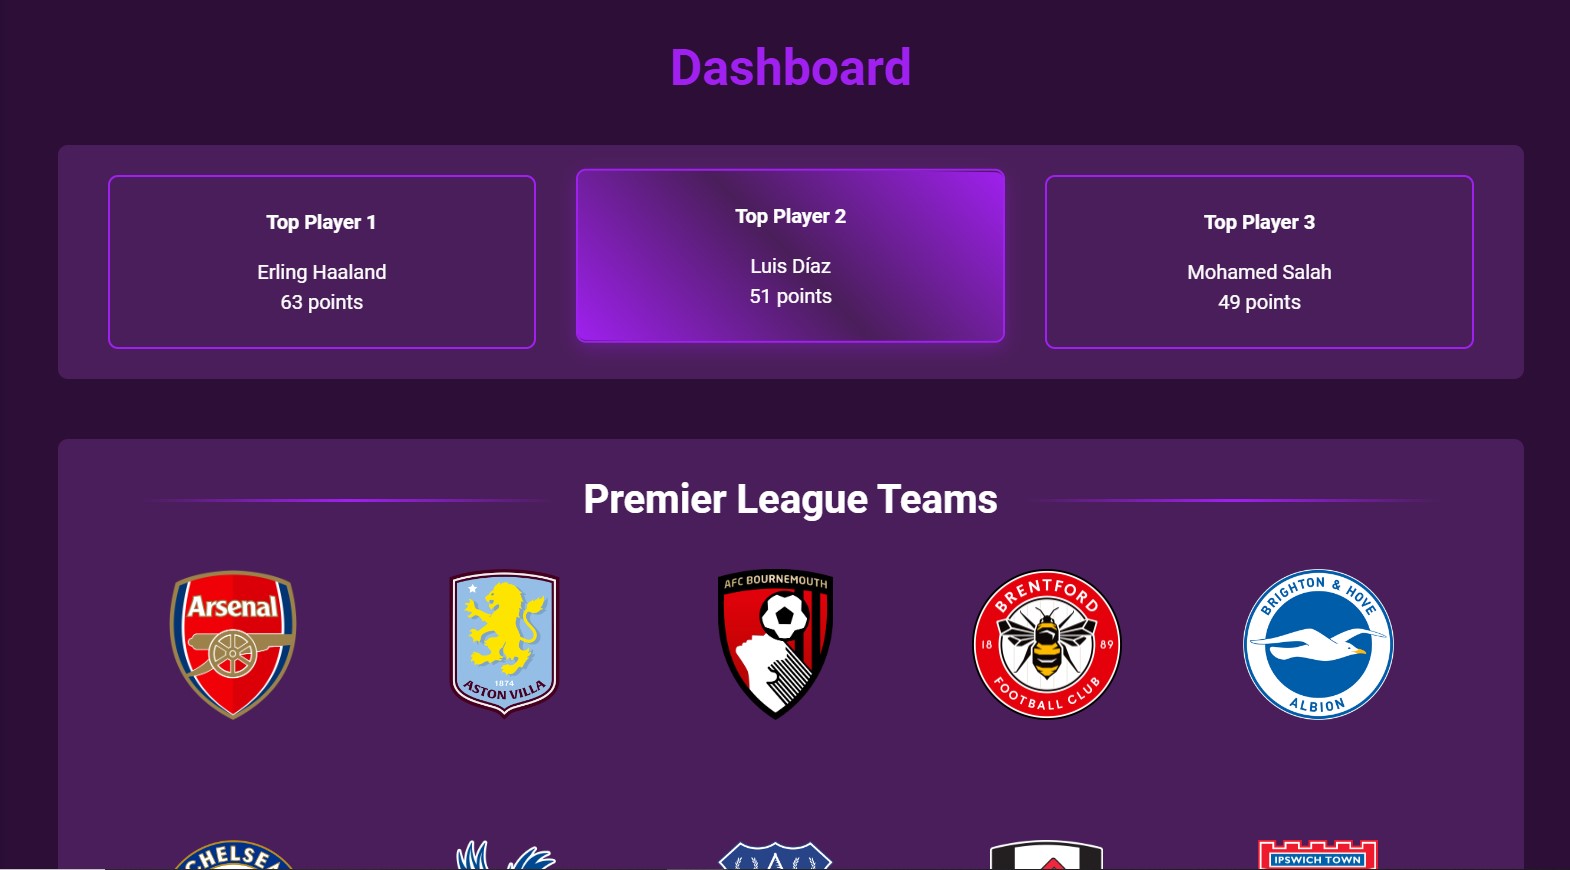 Dashboard
Top Player 1
Erling Haaland
63 points
Top Player 2
Luis Díaz
51 points
Top Player 3
Mohamed Salah
49 points
Premier League Teams
Arsenal
1874
ASTON VILLA
AFC BOURNEMOUTH
BRENTFORD
18 89
FOOTBALL CLUB
BRIGHTON & HOVE
ALBION
CHELSEA
IPSWICH TOWN